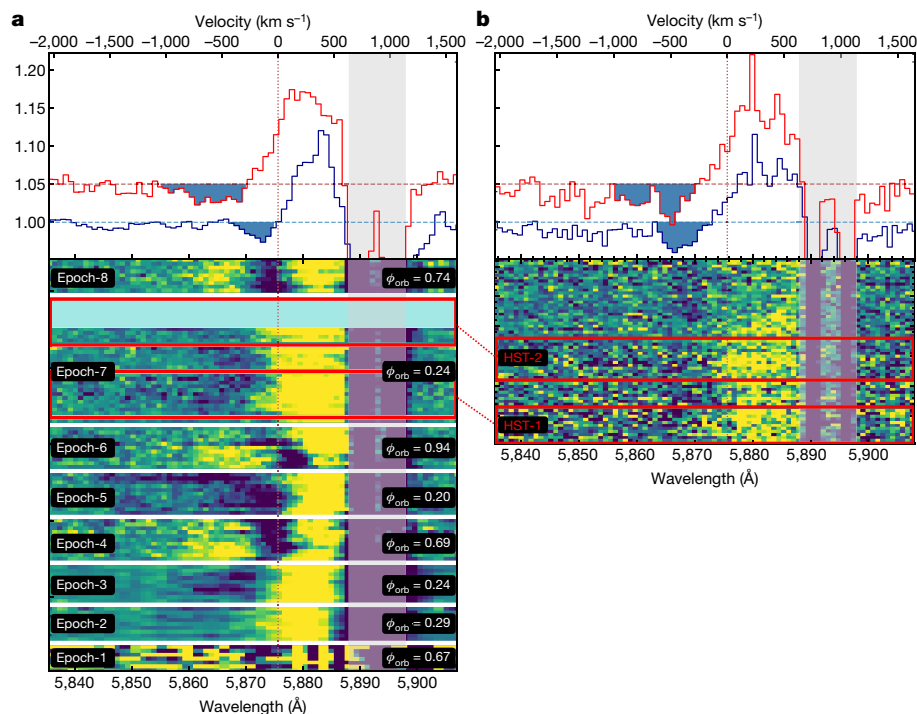 a
Velocity (km s⁻¹)
−2,000 −1,500 −1,000 −500 0 500 1,000 1,500
1.20
1.15
1.10
1.05
1.00
Epoch-8 ϕorb = 0.74
Epoch-7 ϕorb = 0.24
Epoch-6 ϕorb = 0.94
Epoch-5 ϕorb = 0.20
Epoch-4 ϕorb = 0.69
Epoch-3 ϕorb = 0.24
Epoch-2 ϕorb = 0.29
Epoch-1 ϕorb = 0.67
5,840 5,850 5,860 5,870 5,880 5,890 5,900
Wavelength (Å)
b
Velocity (km s⁻¹)
−2,000 −1,500 −1,000 −500 0 500 1,000 1,500
HST-2
HST-1
5,840 5,850 5,860 5,870 5,880 5,890 5,900
Wavelength (Å)